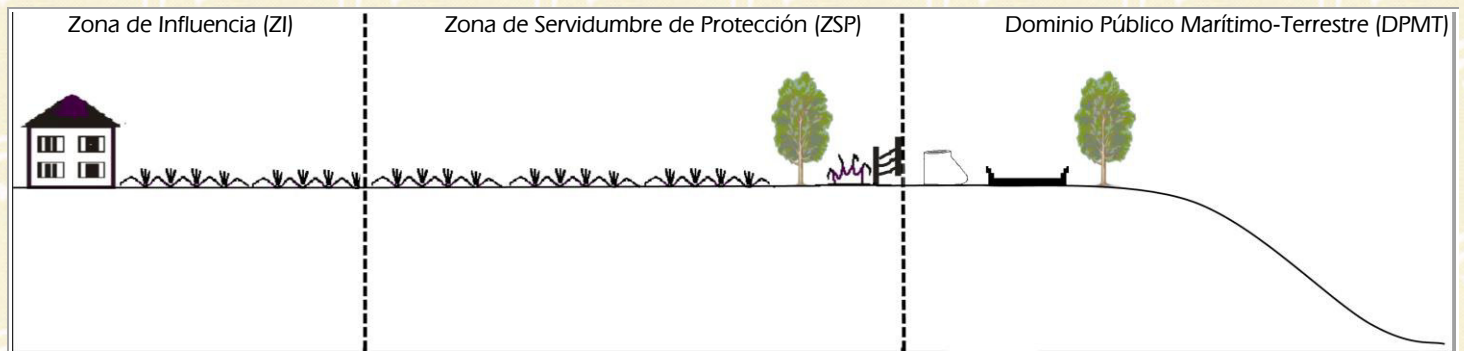 Zona de Influencia (ZI)
Zona de Servidumbre de Protección (ZSP)
Dominio Público Marítimo-Terrestre (DPMT)